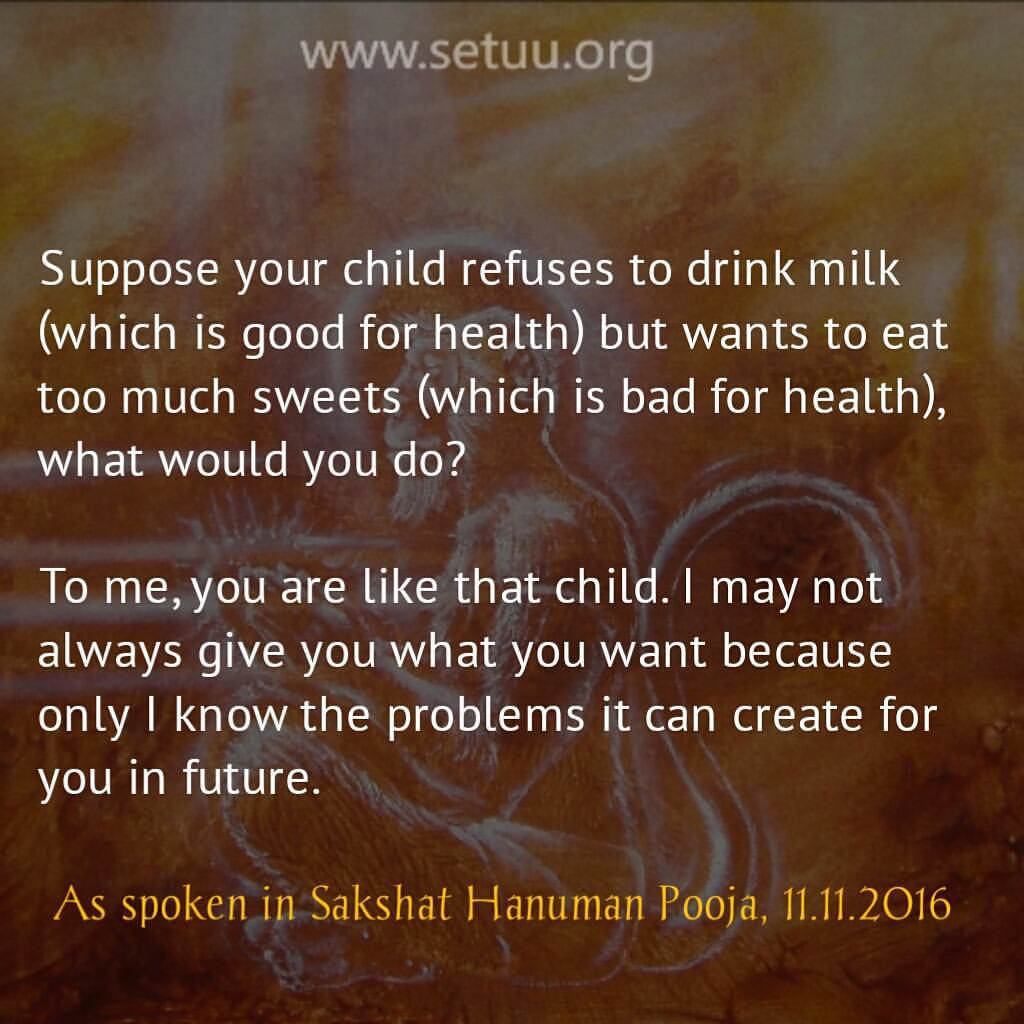 www.setuu.org
Suppose your child refuses to drink milk
(which is good for health) but wants to eat
too much sweets (which is bad for health),
what would you do?
To me, you are like that child. I may not
always give you what you want because
only I know the problems it can create for
you in future.
As spoken in Sakshat Hanuman Pooja, 11.11.2016